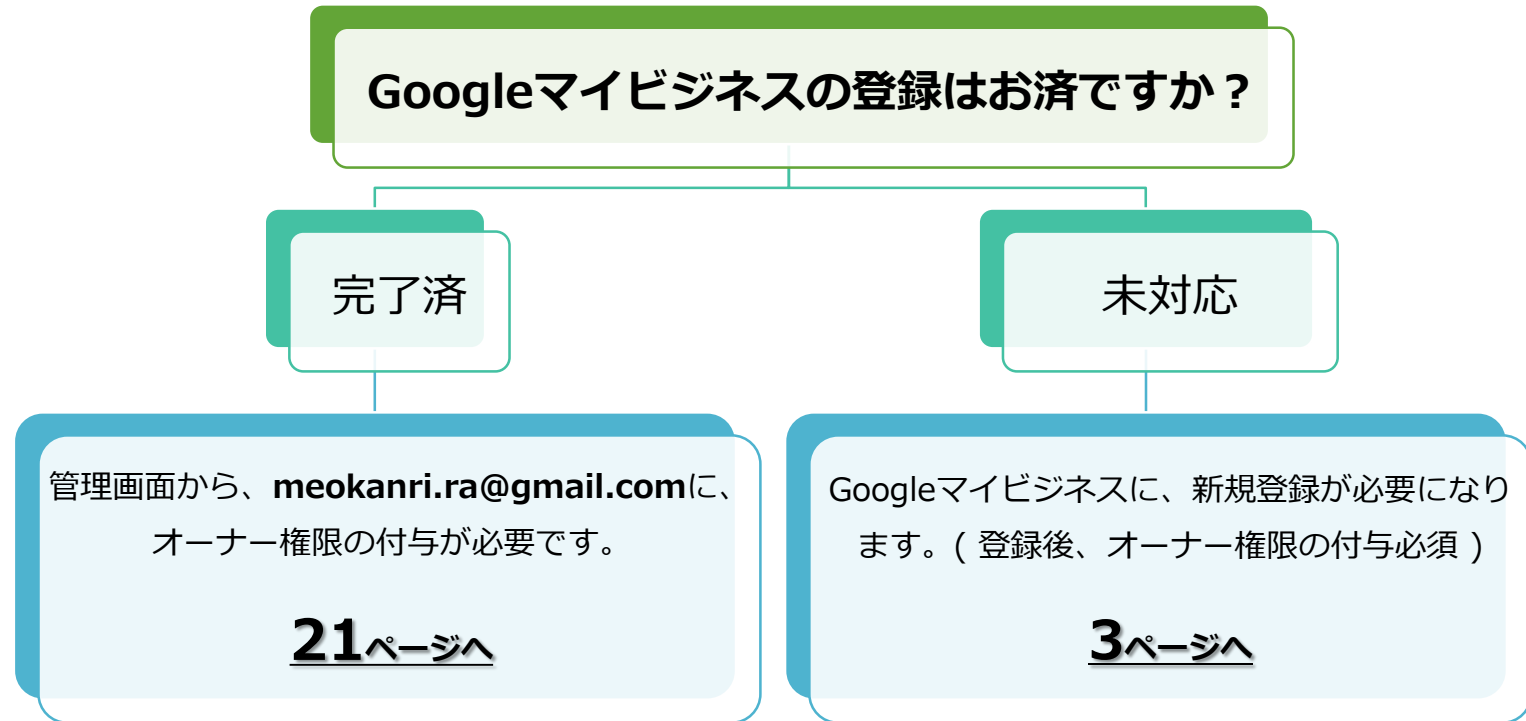 Googleマイビジネスの登録はお済ですか？
完了済
未対応
管理画面から、meokanri.ra@gmail.comに、
オーナー権限の付与が必要です。
21ページへ
Googleマイビジネスに、新規登録が必要になり
ます。( 登録後、オーナー権限の付与必須 )
3ページへ